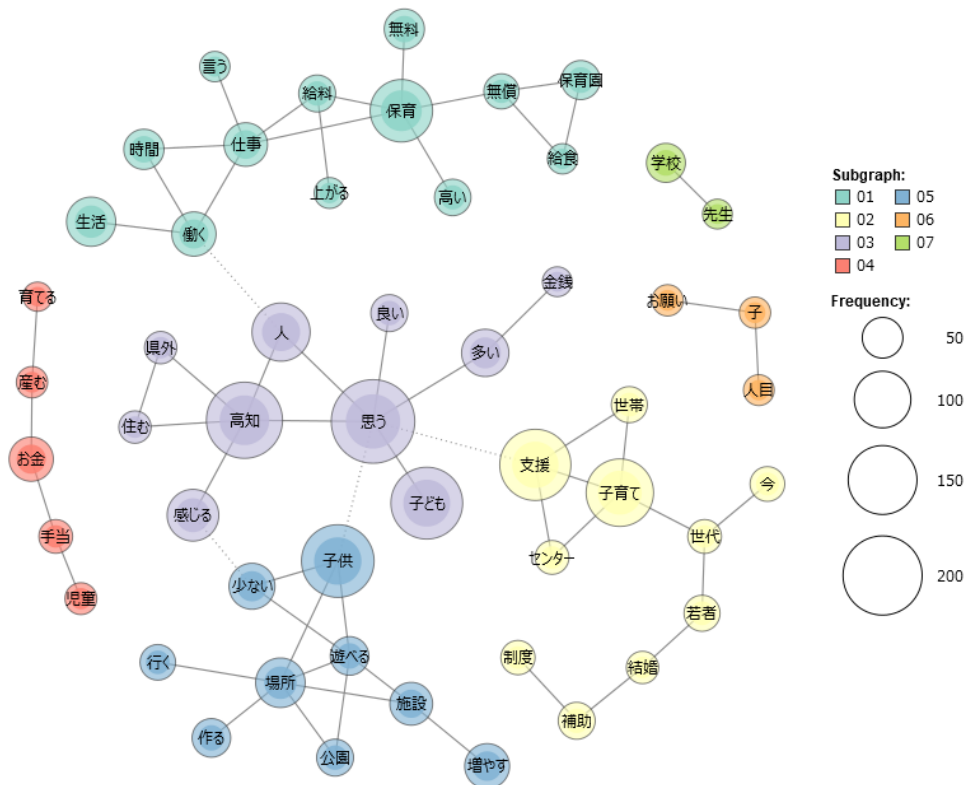 無料
言う
給料
保育
無償
保育園
時間
仕事
給食
学校
上がる
高い
先生
生活
働く
育てる
金銭
お願い
子
人
良い
県外
多い
産む
人目
住む
高知
思う
世帯
お金
支援
子育て
今
感じる
子ども
手当
センター
世代
子供
少ない
児童
若者
遊べる
制度
結婚
行く
場所
施設
補助
作る
公園
増やす
Subgraph:
01 05
02 06
03 07
04
Frequency:
50
100
150
200